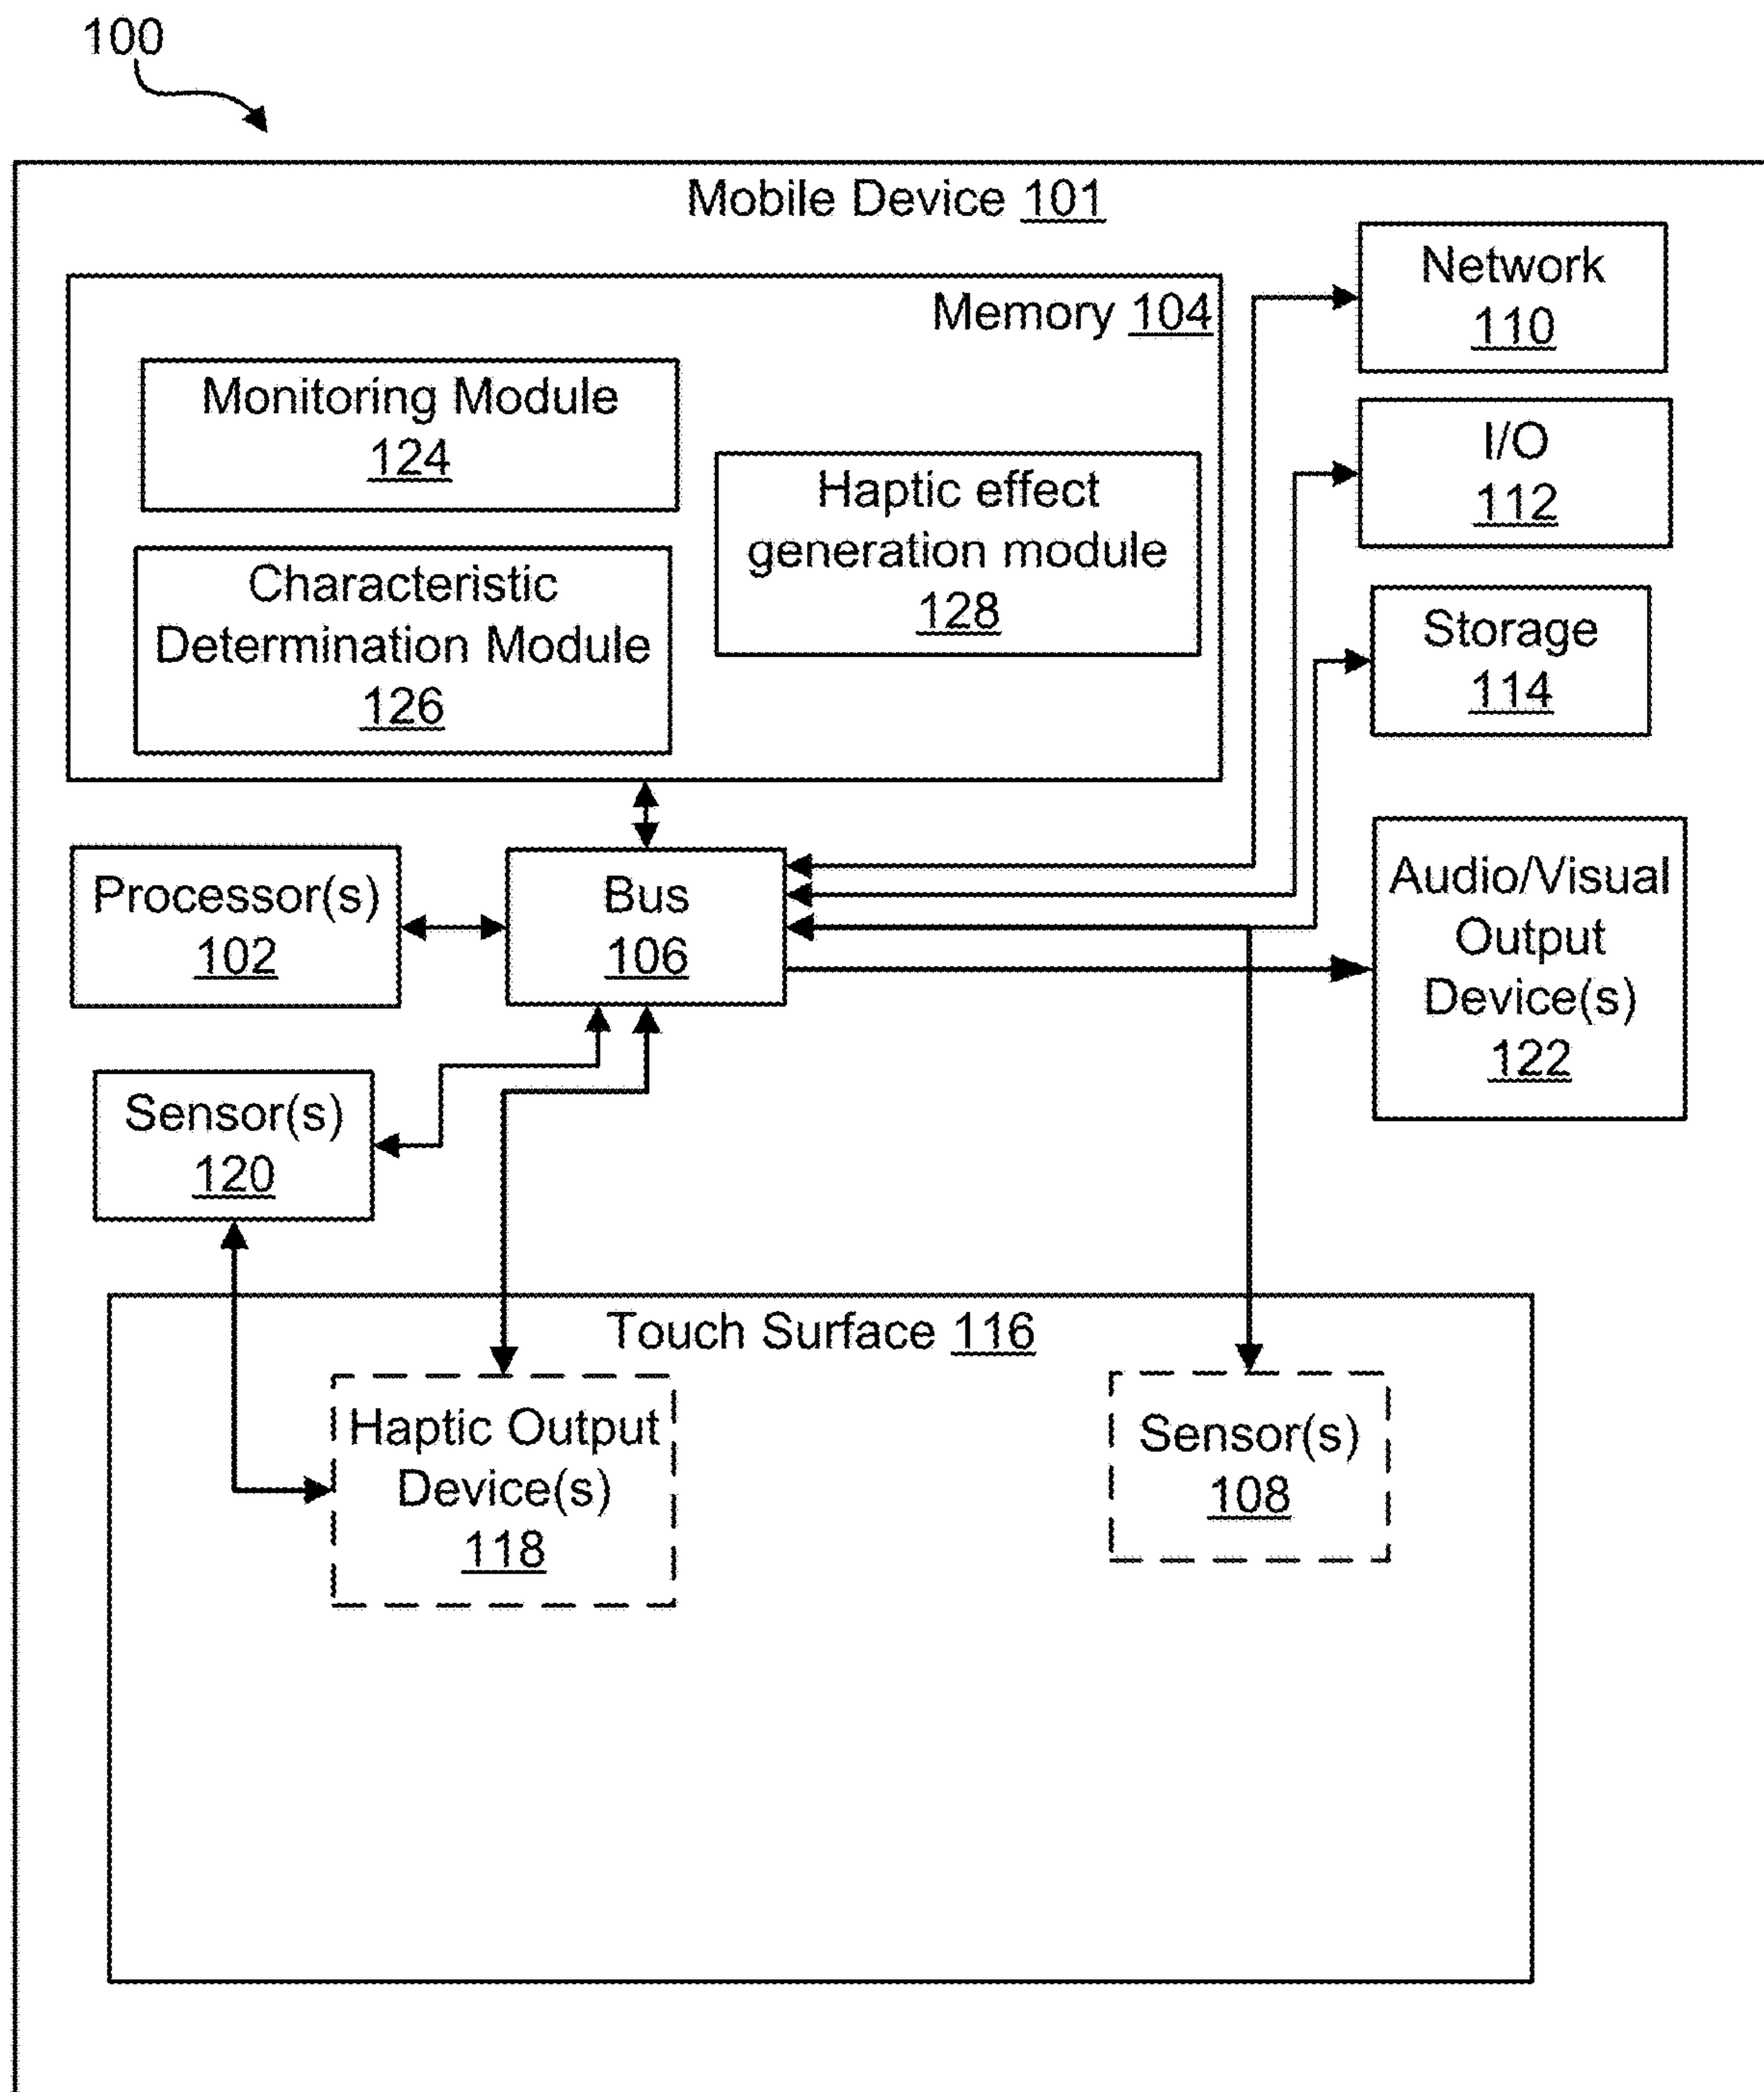 100
Mobile Device 101
Memory 104
Monitoring Module
124
Characteristic
Determination Module
126
Haptic effect
generation module
128
Network
110
I/O
112
Storage
114
Processor(s)
102
Bus
106
Audio/Visual
Output
Device(s)
122
Sensor(s)
120
Touch Surface 116
Haptic Output
Device(s)
118
Sensor(s)
108